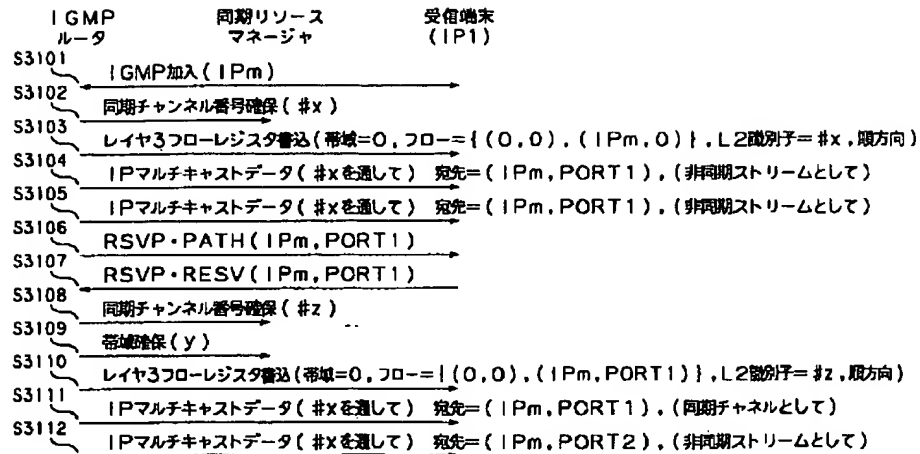 IGMP ルータ 同期リソース マネージャ 受信端末 (IP1)
S3101
IGMP加入(IPm)
S3102
同期チャンネル番号確保(#x)
S3103
レイヤ3フローレジスタ書込(帯域=0,フロー={(0,0),(IPm,0)},L2識別子=#x,順方向)
S3104
IPマルチキャストデータ(#xを通して) 宛先=(IPm,PORT1),(非同期ストリームとして)
S3105
IPマルチキャストデータ(#xを通して) 宛先=(IPm,PORT1),(非同期ストリームとして)
S3106
RSVP・PATH(IPm,PORT1)
S3107
RSVP・RESV(IPm,PORT1)
S3108
同期チャンネル番号確保(#z)
S3109
帯域確保(y)
S3110
レイヤ3フローレジスタ書込(帯域=0,フロー={(0,0),(IPm,PORT1)},L2識別子=#z,順方向)
S3111
IPマルチキャストデータ(#xを通して) 宛先=(IPm,PORT1),(同期チャネルとして)
S3112
IPマルチキャストデータ(#xを通して) 宛先=(IPm,PORT2),(非同期ストリームとして)